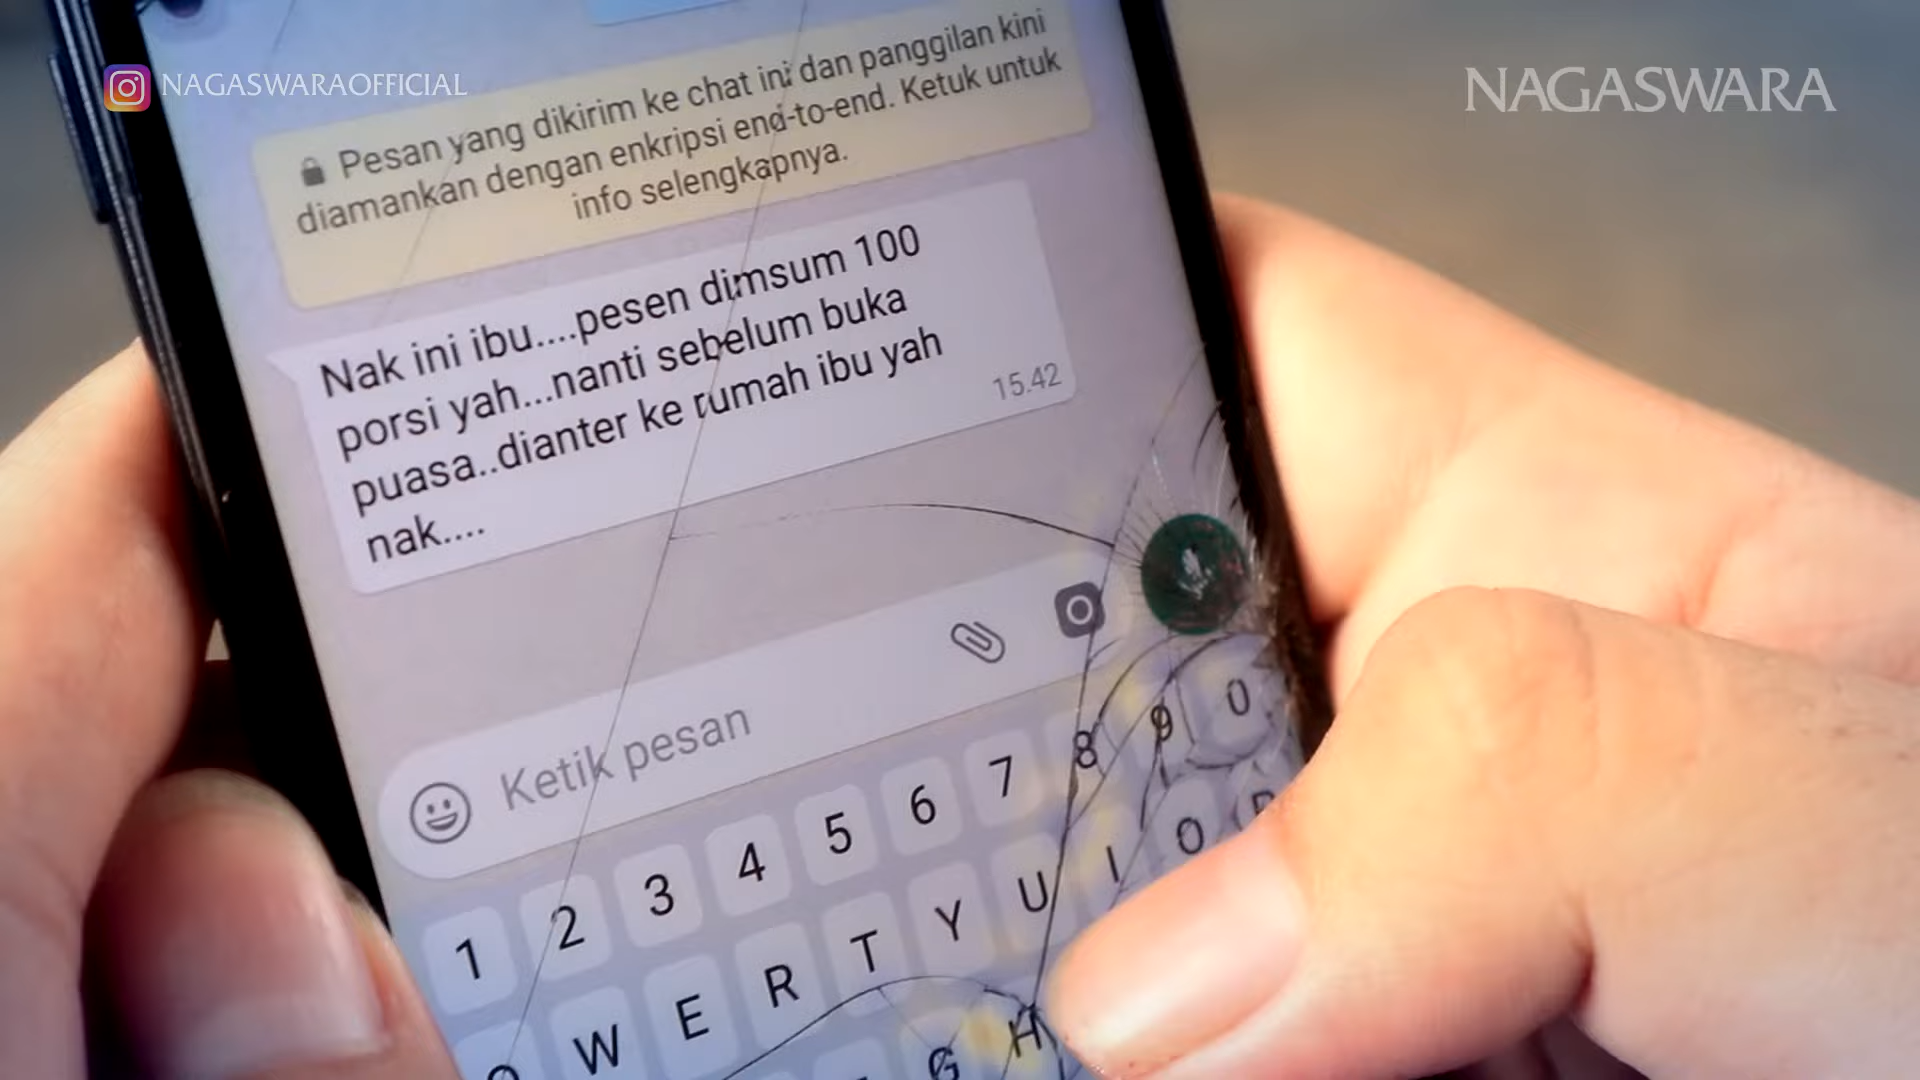 NAGASWARAOFFICIAL
NAGASWARA
Pesan yang dikirim ke chat ini dan panggilan kini
diamankan dengan enkripsi end-to-end. Ketuk untuk
info selengkapnya.
Nak ini ibu....pesen dimsum 100
porsi yah...nanti sebelum buka
puasa..dianter ke rumah ibu yah
nak....
15.42
Ketik pesan
1 2 3 4 5 6 7 8 9 0
W E R T Y U I O P
G H